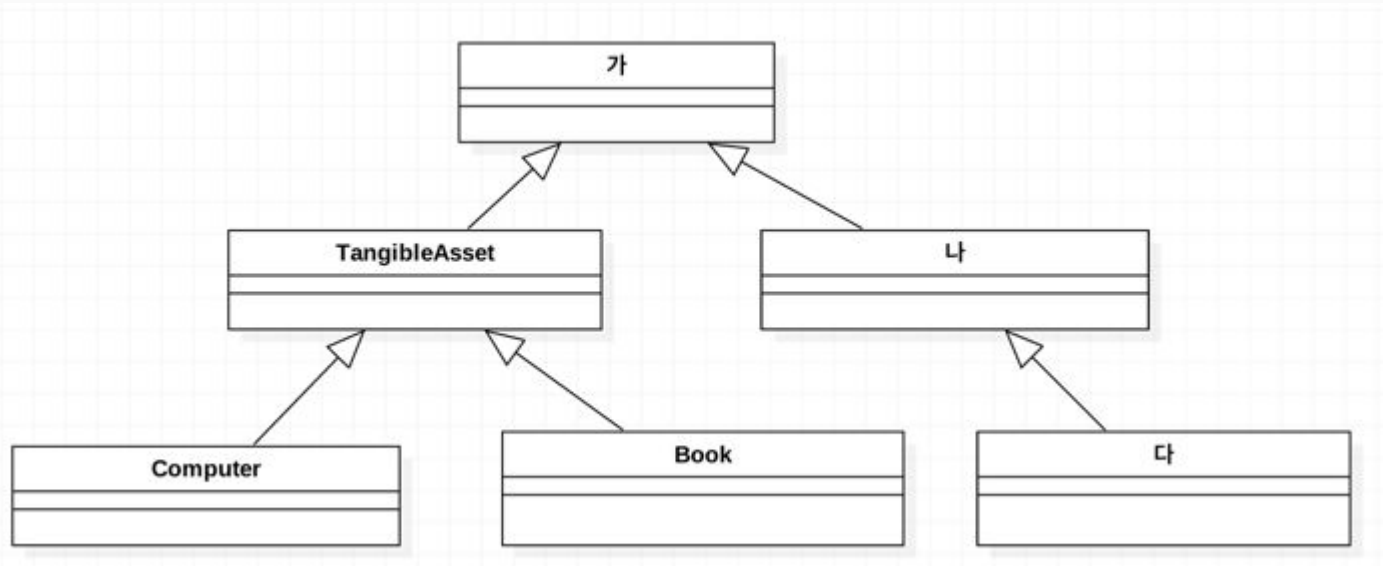 가
TangibleAsset
나
Computer
Book
다